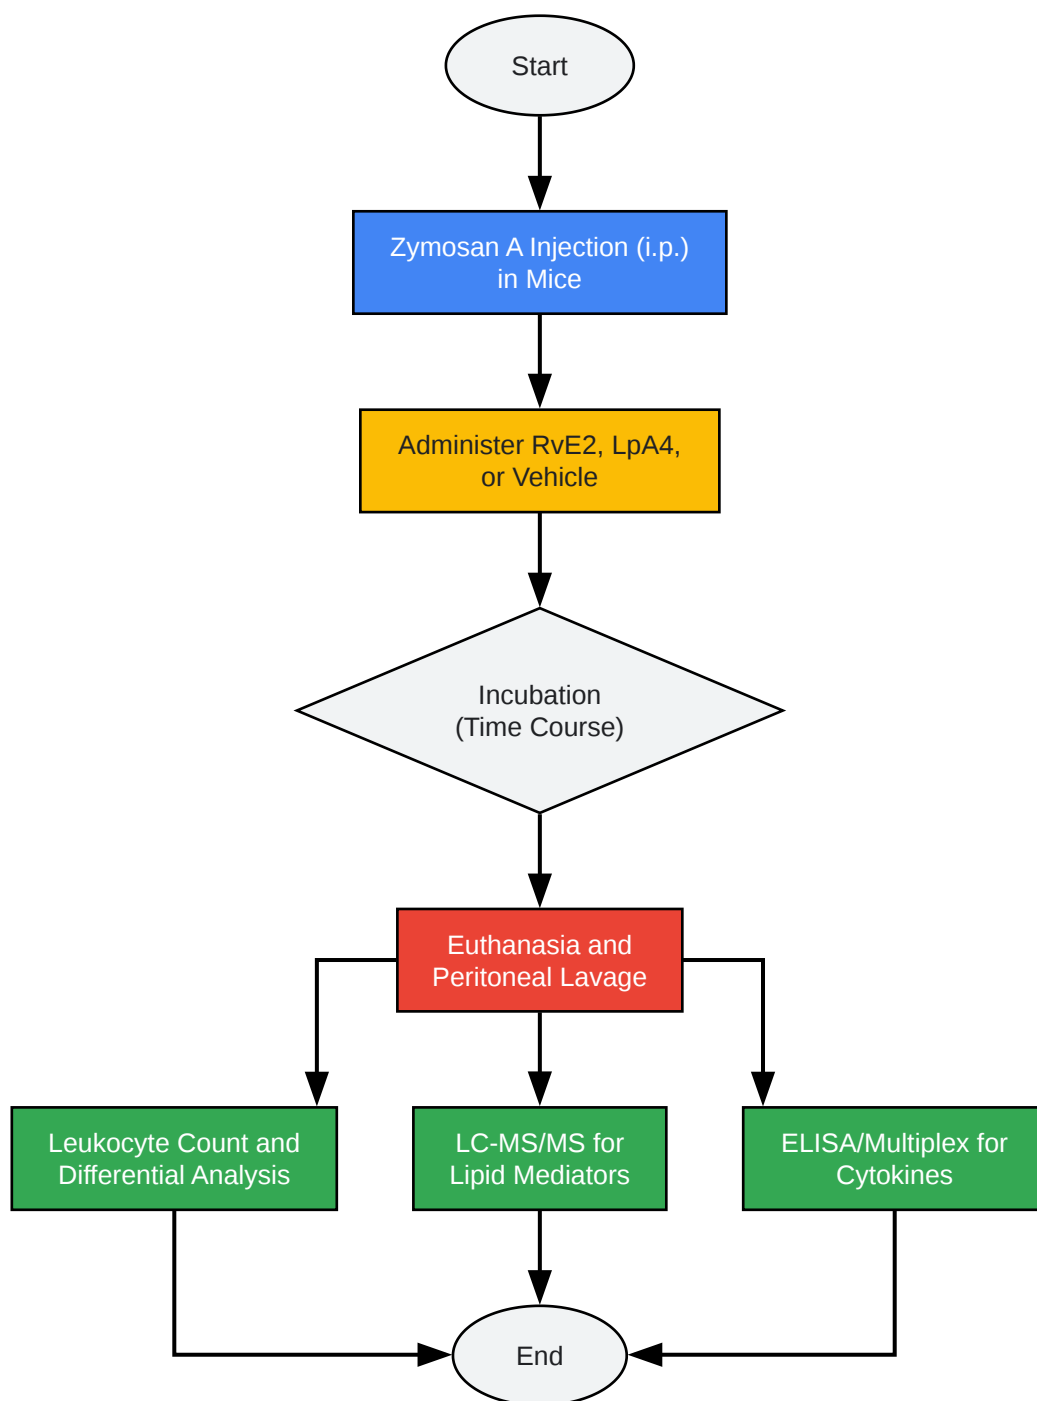 Start
Zymosan A Injection (i.p.)
in Mice
Administer RvE2, LpA4,
or Vehicle
Incubation
(Time Course)
Euthanasia and
Peritoneal Lavage
Leukocyte Count and
Differential Analysis
LC-MS/MS for
Lipid Mediators
ELISA/Multiplex for
Cytokines
End